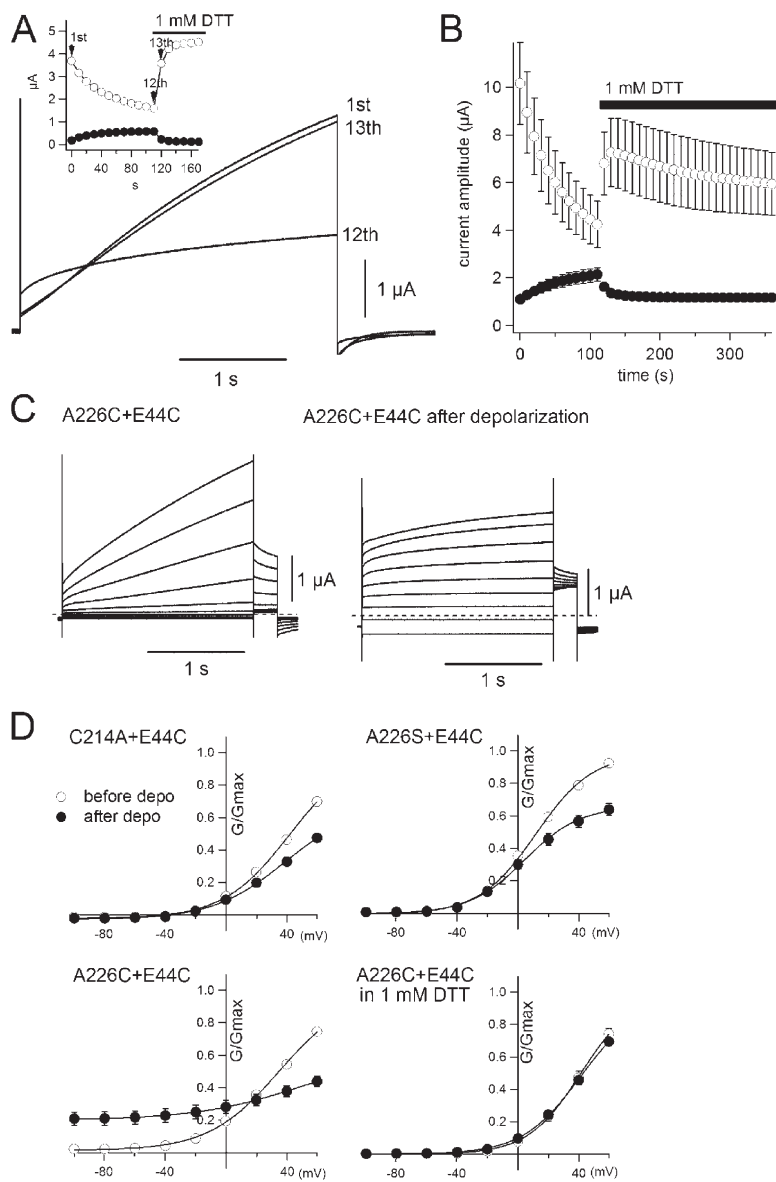 A
1 mM DTT
5
4
3
2
1
0
µA
1st
13th
12th
0
40
80
120
160
s
1st
13th
12th
1 µA
1 s
B
1 mM DTT
10
8
6
4
2
0
current amplitude (µA)
0
100
200
300
time (s)
C
A226C+E44C
A226C+E44C after depolarization
1 µA
1 s
1 µA
1 s
D
C214A+E44C
before depo
after depo
1.0
0.8
0.6
0.4
0.2
G/Gmax
-80
-40
0
40
(mV)
A226S+E44C
1.0
0.8
0.6
0.4
0.2
G/Gmax
-80
-40
0
40
(mV)
A226C+E44C
1.0
0.8
0.6
0.4
0.2
G/Gmax
-80
-40
0
40
(mV)
A226C+E44C
in 1 mM DTT
1.0
0.8
0.6
0.4
0.2
G/Gmax
-80
-40
0
40
(mV)